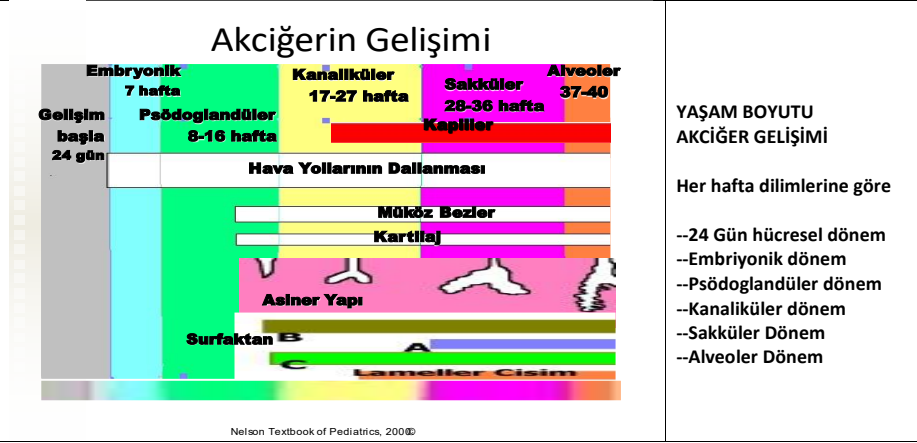 Akciğerin Gelişimi
Embryonik
7 hafta
Kanaliküler
17-27 hafta
Sakküler
28-36 hafta
Alveoler
37-40
Gelişim
başla
24 gün
Psödoglandüler
8-16 hafta
Kapiller
Hava Yollarının Dallanması
Müköz Bezler
Kartilaj
Asiner Yapı
Surfaktan
B
A
C
Lameller Cisim
Nelson Textbook of Pediatrics, 2000©
YAŞAM BOYUTU
AKCİĞER GELİŞİMİ
Her hafta dilimlerine göre
--24 Gün hücresel dönem
--Embriyonik dönem
--Psödoglandüler dönem
--Kanaliküler dönem
--Sakküler Dönem
--Alveoler Dönem